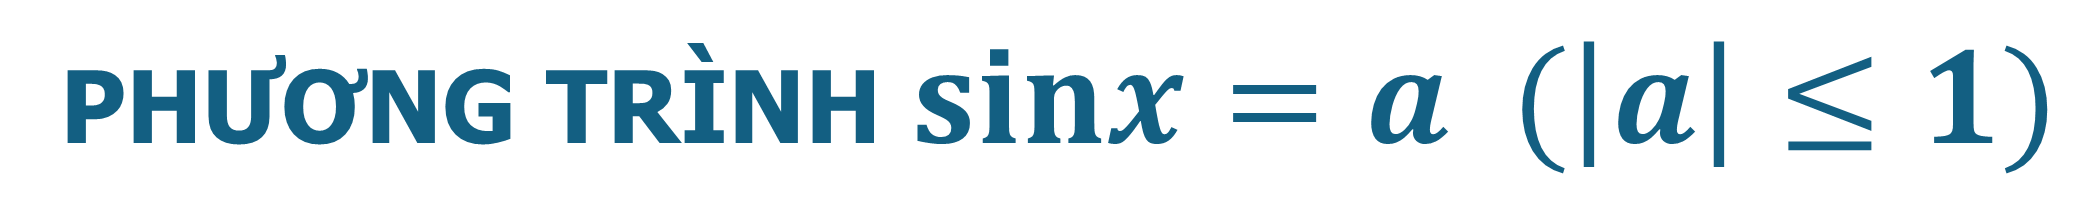 PHƯƠNG TRÌNH sinx = a (|a| ≤ 1)